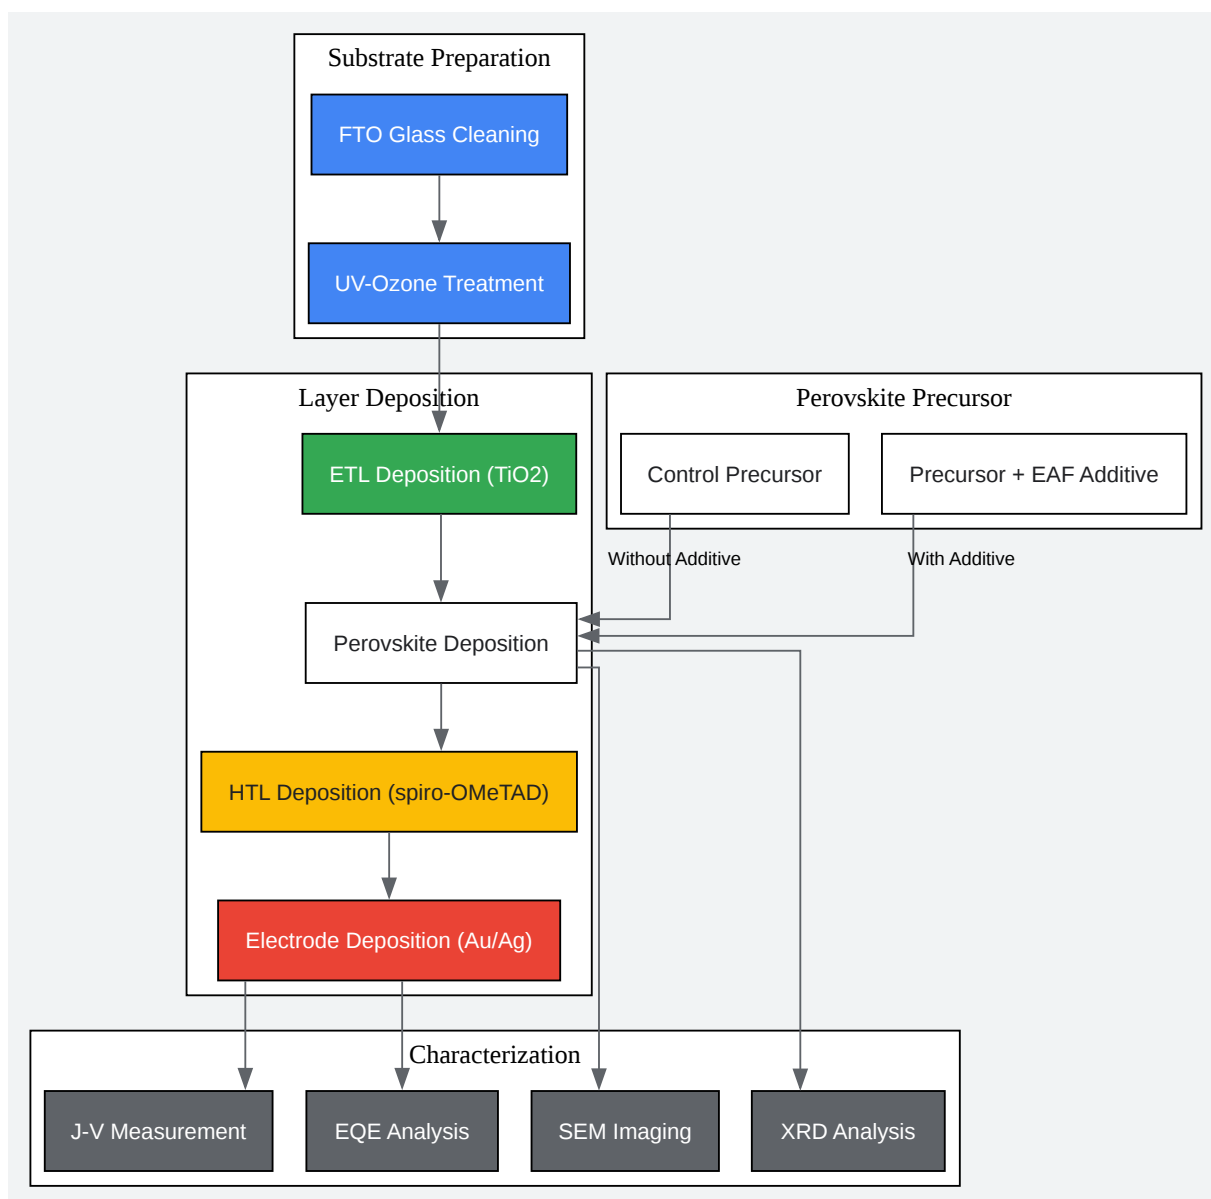 Substrate Preparation
FTO Glass Cleaning
UV-Ozone Treatment
Layer Deposition
Perovskite Precursor
ETL Deposition (TiO2)
Control Precursor
Precursor + EAF Additive
Without Additive
With Additive
Perovskite Deposition
HTL Deposition (spiro-OMeTAD)
Electrode Deposition (Au/Ag)
Characterization
J-V Measurement
EQE Analysis
SEM Imaging
XRD Analysis